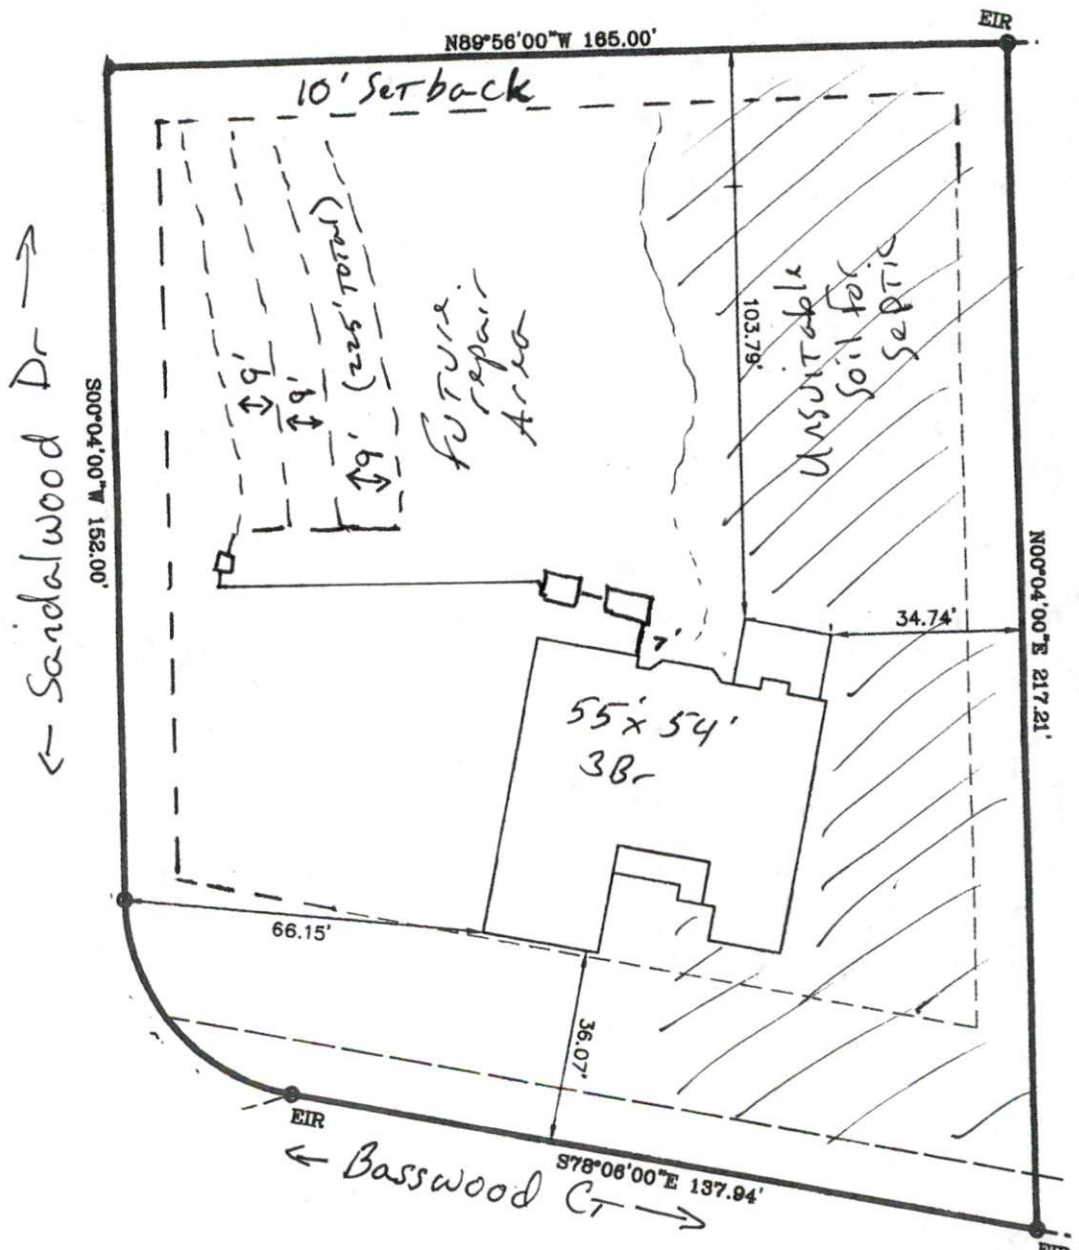 EIR
N89°56'00"W 165.00'
10' Setback
(225' Total)
9'
9'
9'
Future
repair
Area
Unsuitable
Soil for
Septic
103.79'
← Sandalwood Dr →
S00°04'00"W 152.00'
N00°04'00"E 217.21'
34.74'
7'
55'x 54'
3Br
66.15'
36.07'
EIR
S78°06'00"E 137.94'
← Basswood CT →
EIR